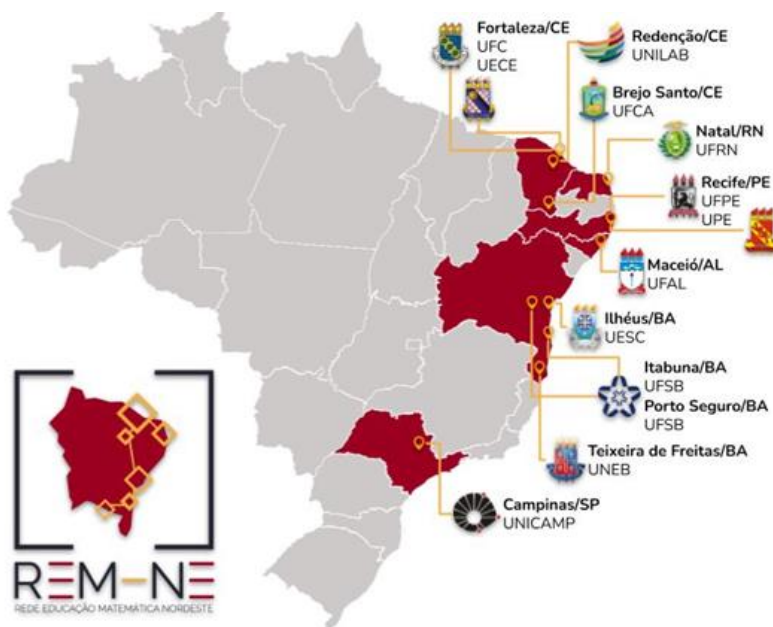 Fortaleza/CE
UFC
UECE
Redenção/CE
UNILAB
Brejo Santo/CE
UFCA
Natal/RN
UFRN
Recife/PE
UFPE
UPE
Maceió/AL
UFAL
Ilhéus/BA
UESC
Itabuna/BA
UFSB
Porto Seguro/BA
UFSB
Teixeira de Freitas/BA
UNEB
Campinas/SP
UNICAMP
REM-NE
REDE EDUCAÇÃO MATEMÁTICA NORDESTE